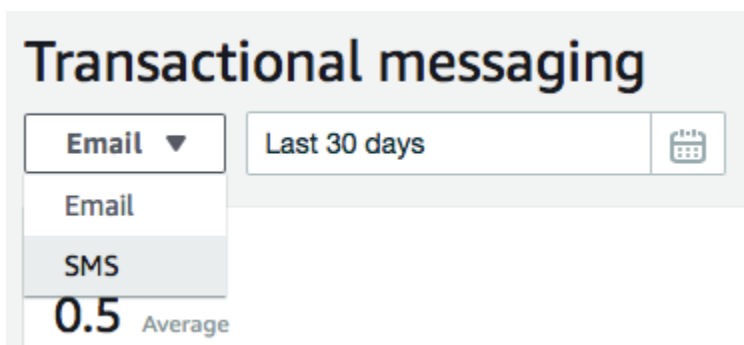 Transactional messaging
Email Last 30 days
Email
SMS
0.5 Average